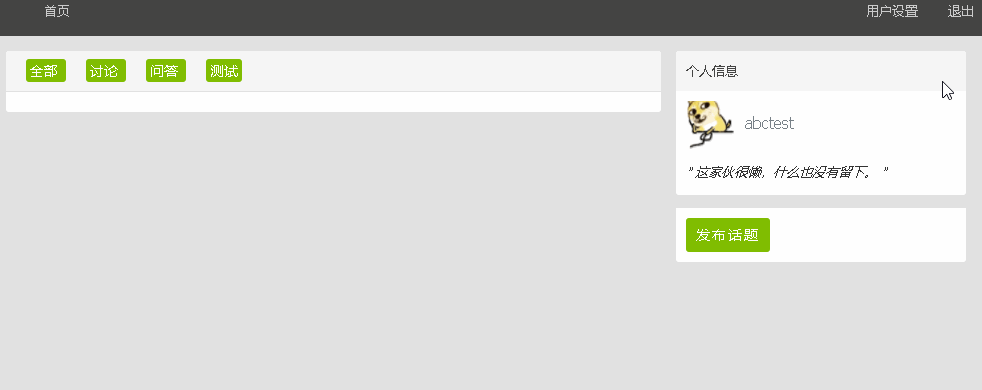 首页 用户设置 退出
全部 讨论 问答 测试
个人信息
abctest
" 这家伙很懒，什么也没有留下。 "
发布话题